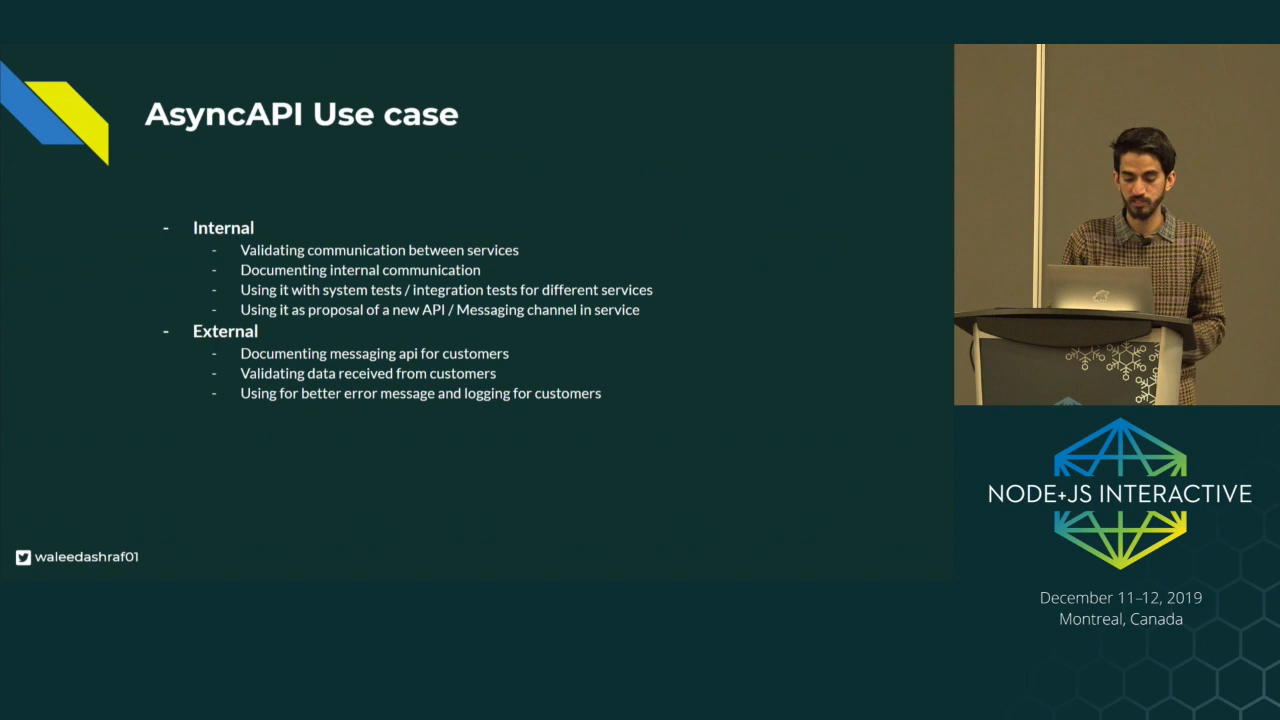 AsyncAPI Use case
- Internal
- Validating communication between services
- Documenting internal communication
- Using it with system tests / integration tests for different services
- Using it as proposal of a new API / Messaging channel in service
- External
- Documenting messaging api for customers
- Validating data received from customers
- Using for better error message and logging for customers
waleedashraf01
NODE+JS INTERACTIVE
December 11–12, 2019
Montreal, Canada